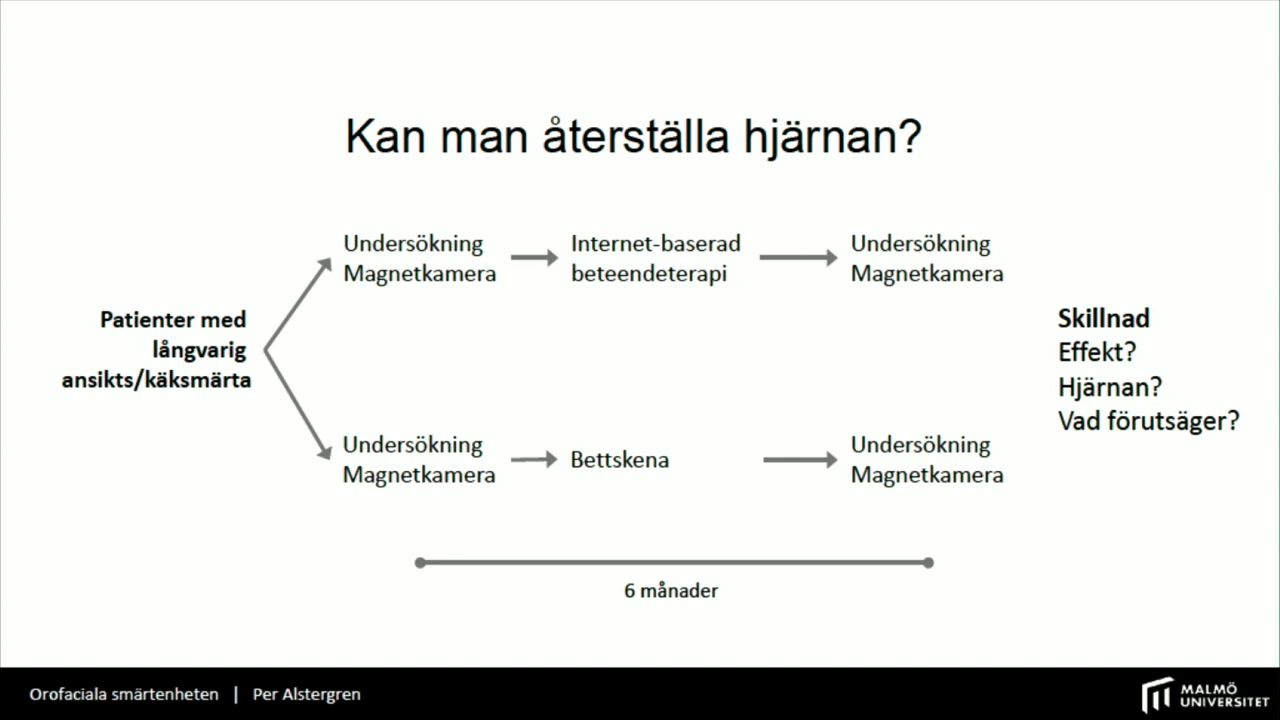 Kan man återställa hjärnan?
Patienter med
långvarig
ansikts/käksmärta
Undersökning
Magnetkamera
Internet-baserad
beteendeterapi
Undersökning
Magnetkamera
Undersökning
Magnetkamera
Bettskena
Undersökning
Magnetkamera
Skillnad
Effekt?
Hjärnan?
Vad förutsäger?
6 månader
Orofaciala smärtenheten | Per Alstergren
MALMÖ
UNIVERSITET